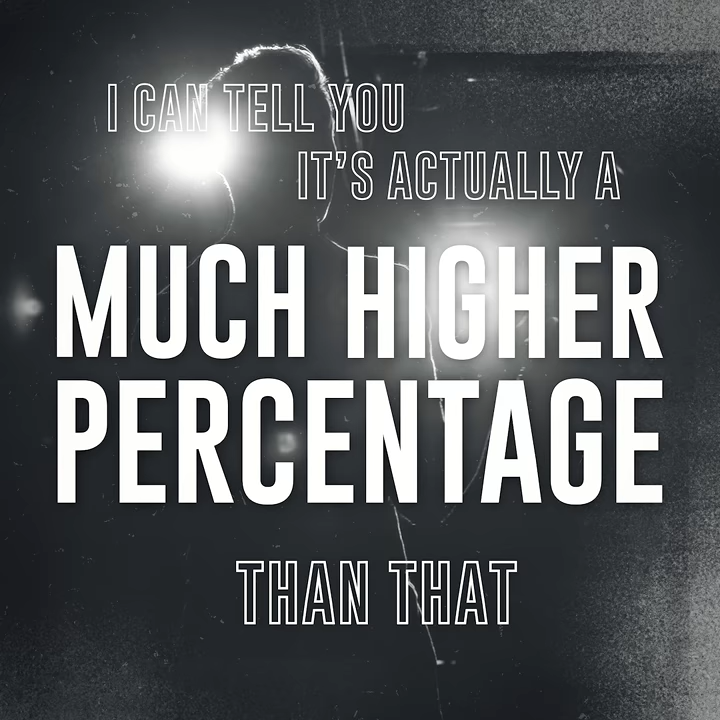 I CAN TELL YOU
IT’S ACTUALLY A
MUCH HIGHER
PERCENTAGE
THAN THAT